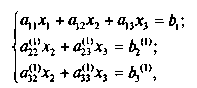 a₁₁x₁ + a₁₂x₂ + a₁₃x₃ = b₁;
a₂₂⁽¹⁾x₂ + a₂₃⁽¹⁾x₃ = b₂⁽¹⁾;
a₃₂⁽¹⁾x₂ + a₃₃⁽¹⁾x₃ = b₃⁽¹⁾,